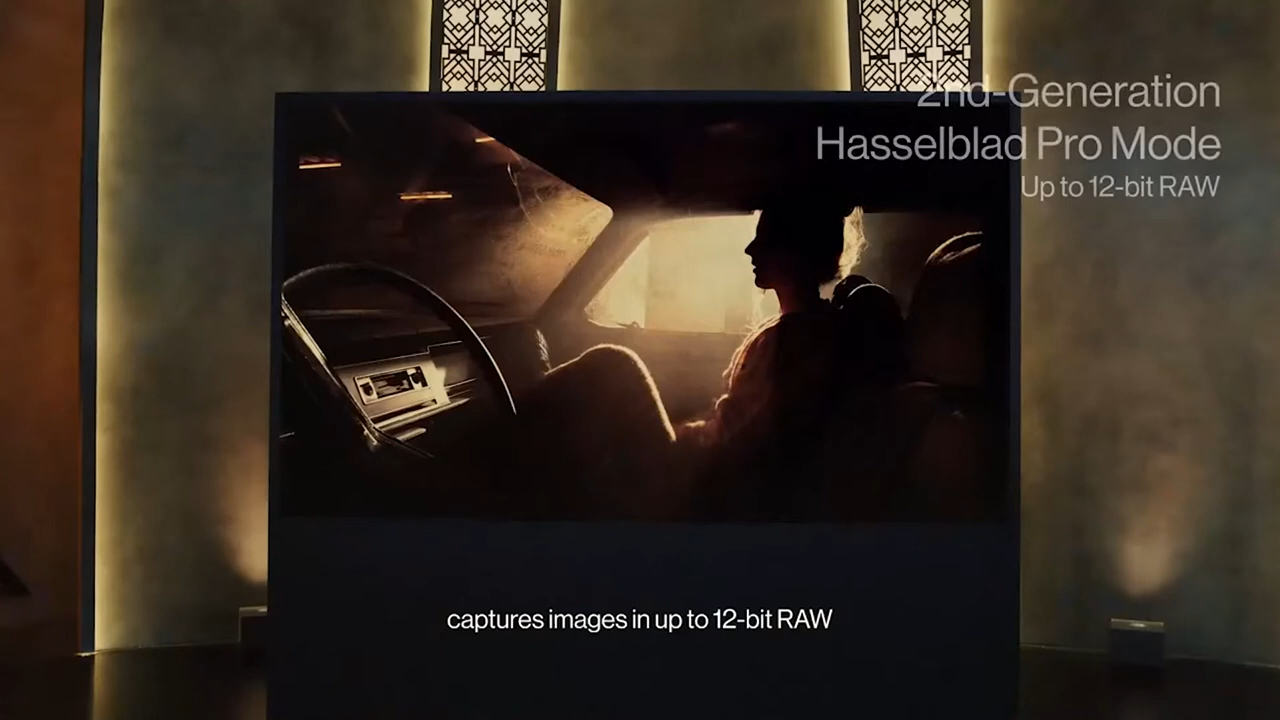 2nd-Generation
Hasselblad Pro Mode
Up to 12-bit RAW
captures images in up to 12-bit RAW